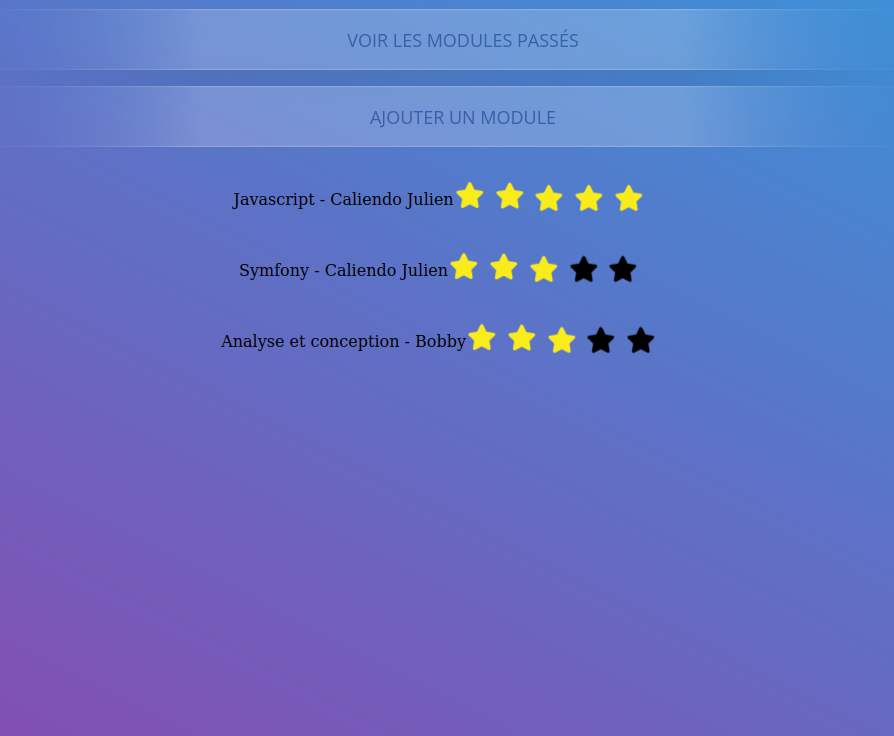 VOIR LES MODULES PASSÉS
AJOUTER UN MODULE
Javascript - Caliendo Julien
Symfony - Caliendo Julien
Analyse et conception - Bobby